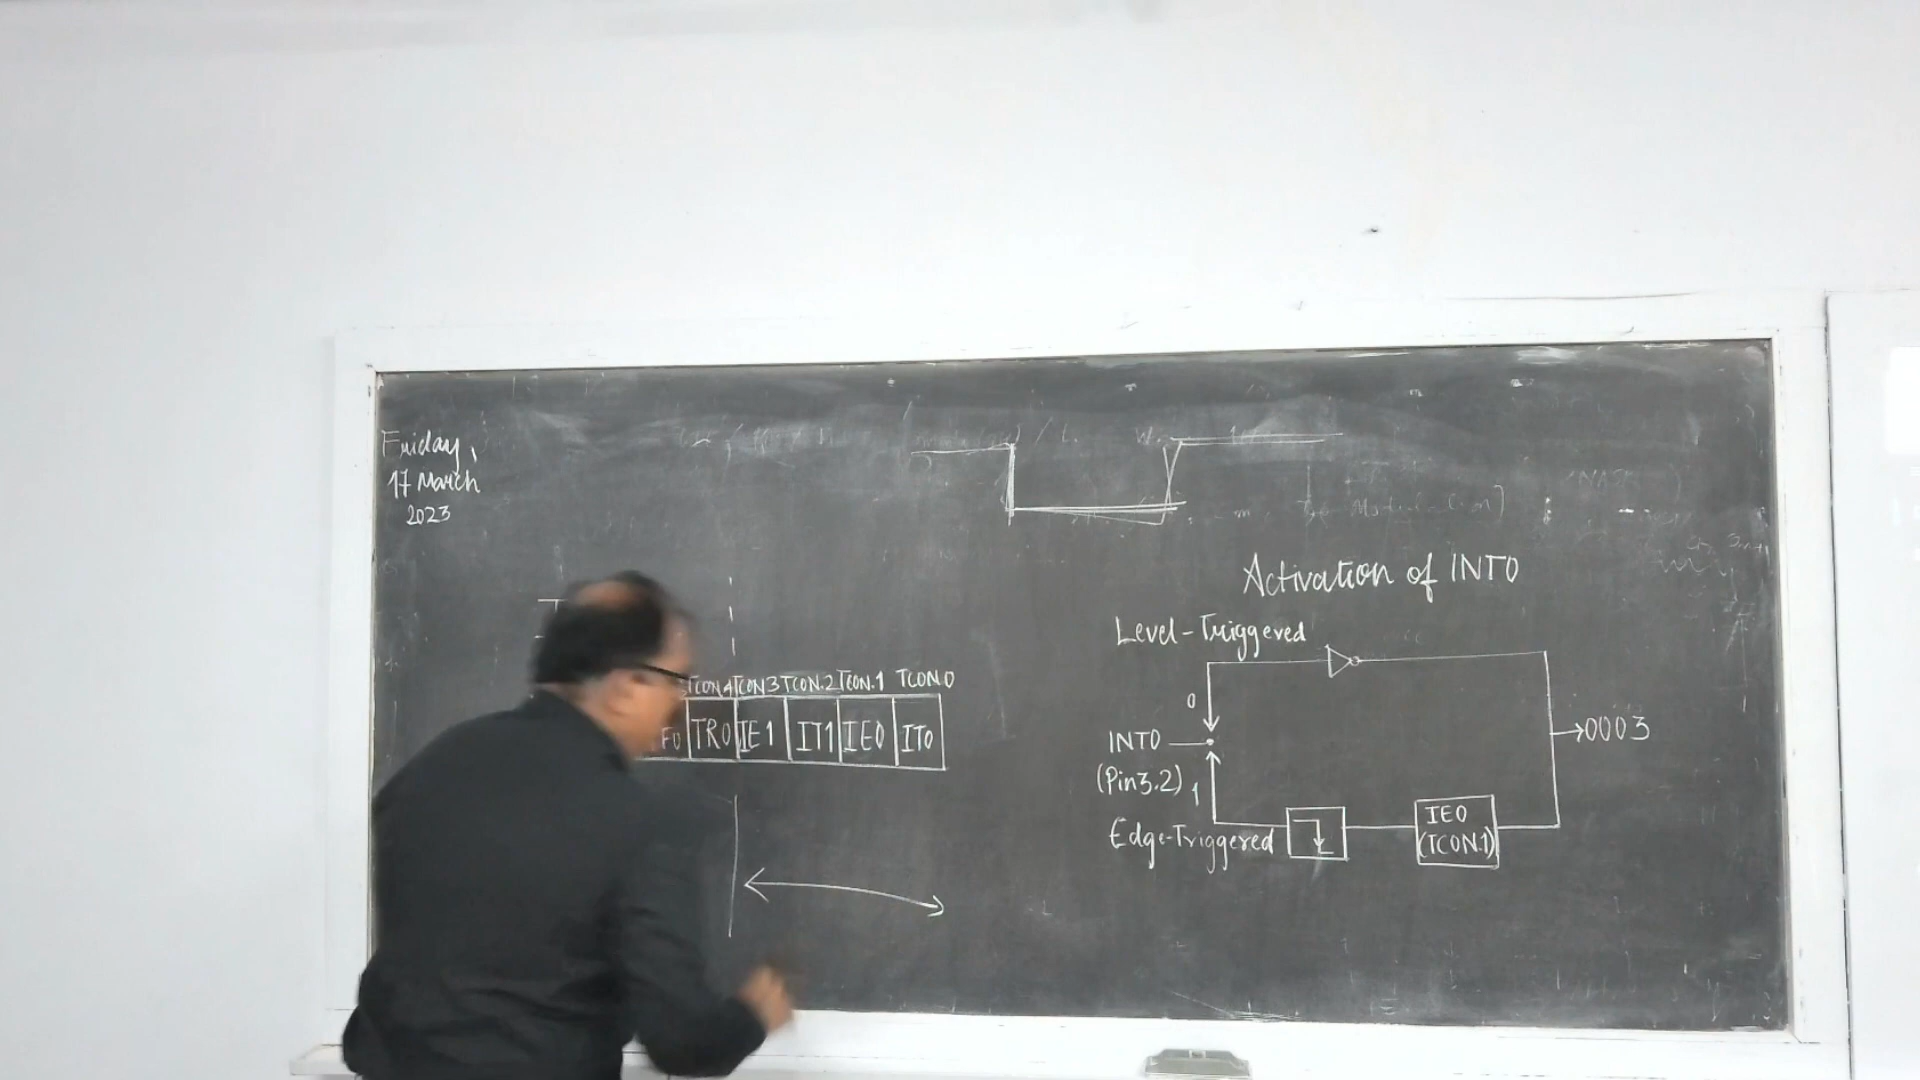 Friday,
17 March
2023
Activation of INT0
Level-Triggered
0
TCON.4 TCON.3 TCON.2 TCON.1 TCON.0
F0 TR0 IE1 IT1 IE0 IT0
INT0
→0003
(Pin3.2)
1
Edge-Triggered
IE0
(TCON.1)